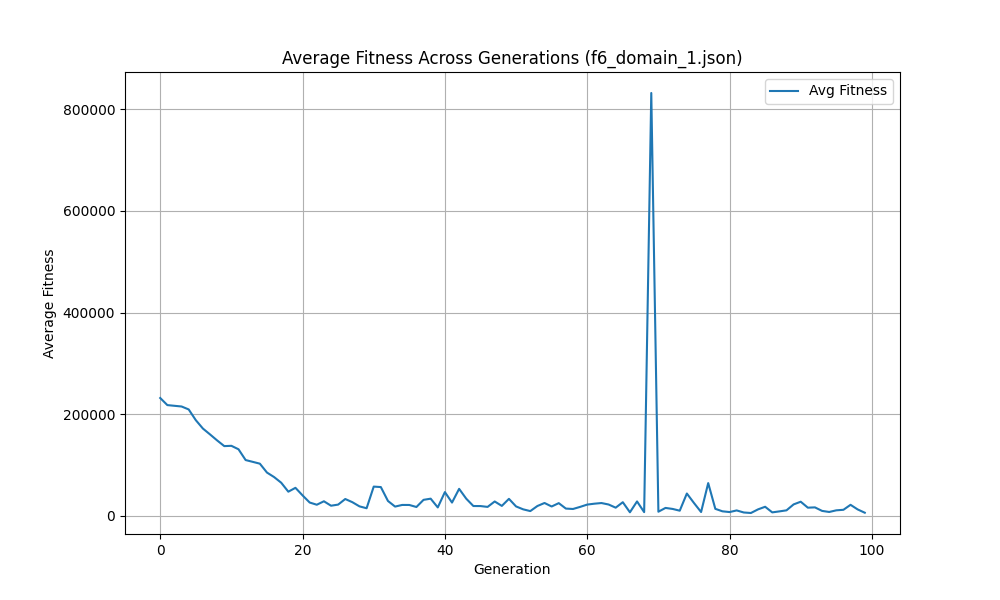 Average Fitness Across Generations (f6_domain_1.json)
Avg Fitness
800000
600000
400000
200000
0
Average Fitness
0 20 40 60 80 100
Generation